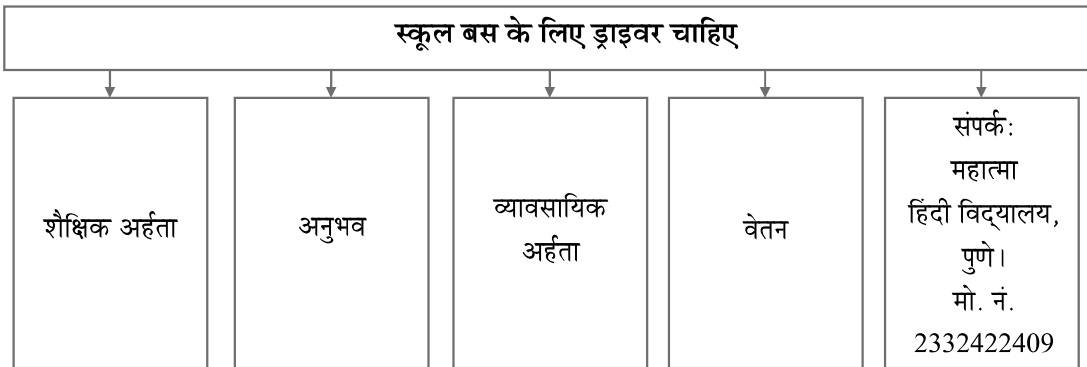 स्कूल बस के लिए ड्राइवर चाहिए
शैक्षिक अर्हता
अनुभव
व्यावसायिक
अर्हता
वेतन
संपर्क:
महात्मा
हिंदी विद्‌यालय,
पुणे।
मो. नं.
2332422409